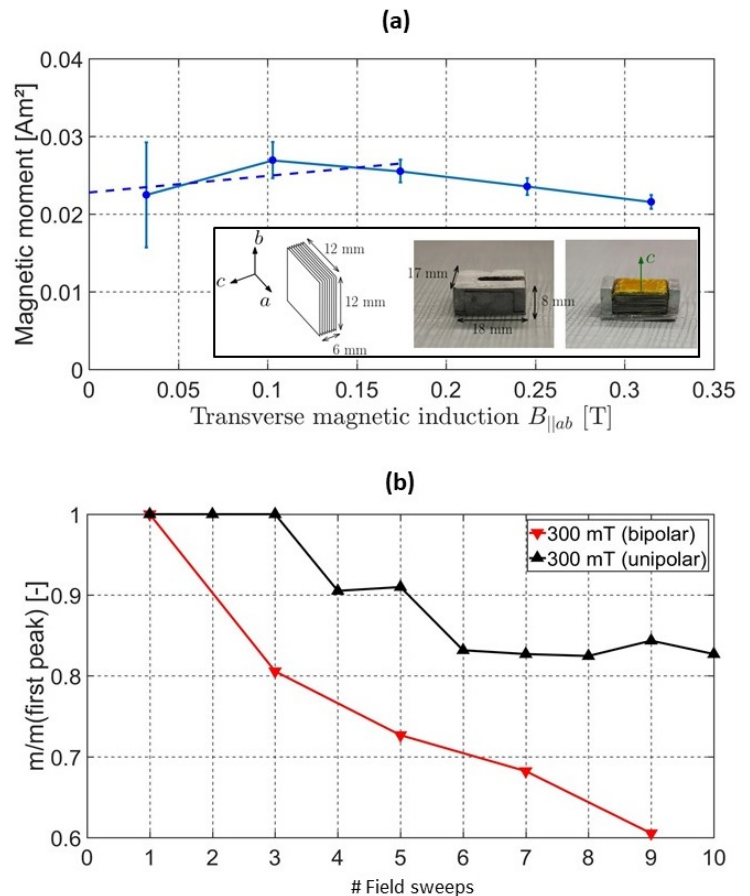 (a)
Magnetic moment [Am²]
0.04
0.03
0.02
0.01
0
b
c
a
12 mm
12 mm
6 mm
17 mm
18 mm
8 mm
c
0 0.05 0.1 0.15 0.2 0.25 0.3 0.35
Transverse magnetic induction B||ab [T]
(b)
m/m(first peak) [-]
1
0.9
0.8
0.7
0.6
300 mT (bipolar)
300 mT (unipolar)
0 1 2 3 4 5 6 7 8 9 10
# Field sweeps